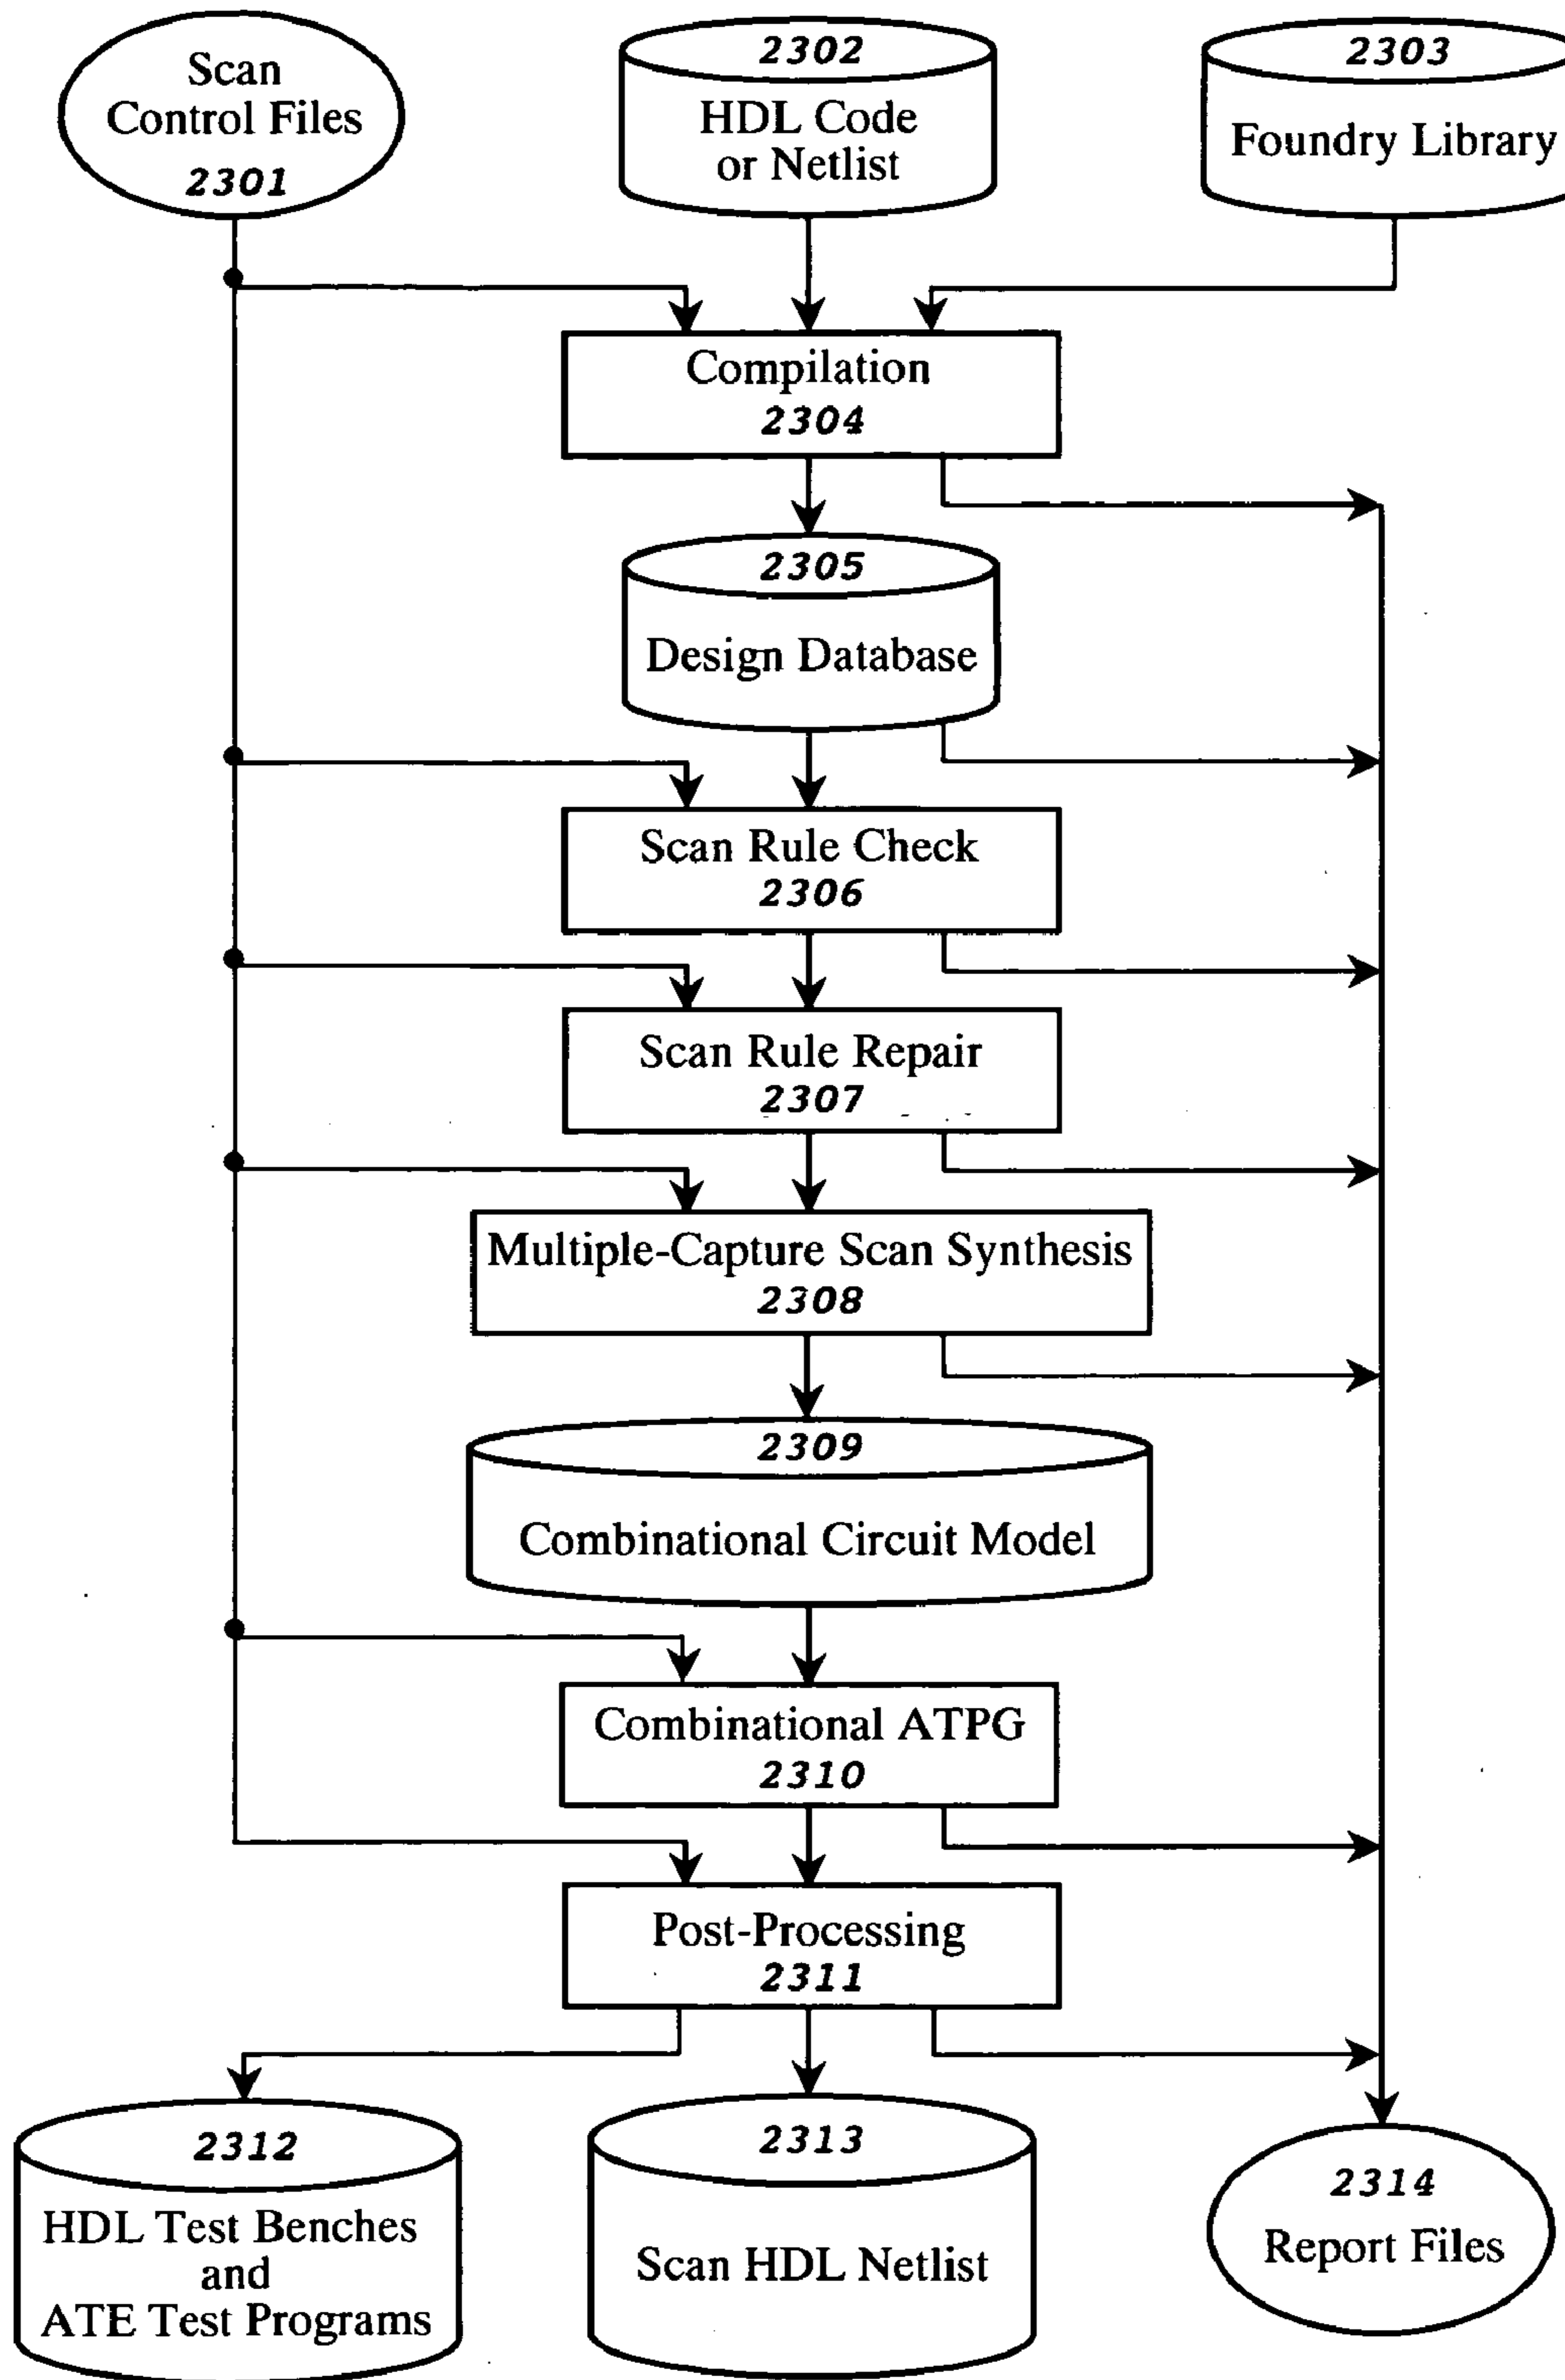 Scan
Control Files
2301
2302
HDL Code
or Netlist
2303
Foundry Library
Compilation
2304
2305
Design Database
Scan Rule Check
2306
Scan Rule Repair
2307
Multiple-Capture Scan Synthesis
2308
2309
Combinational Circuit Model
Combinational ATPG
2310
Post-Processing
2311
2312
HDL Test Benches
and
ATE Test Programs
2313
Scan HDL Netlist
2314
Report Files